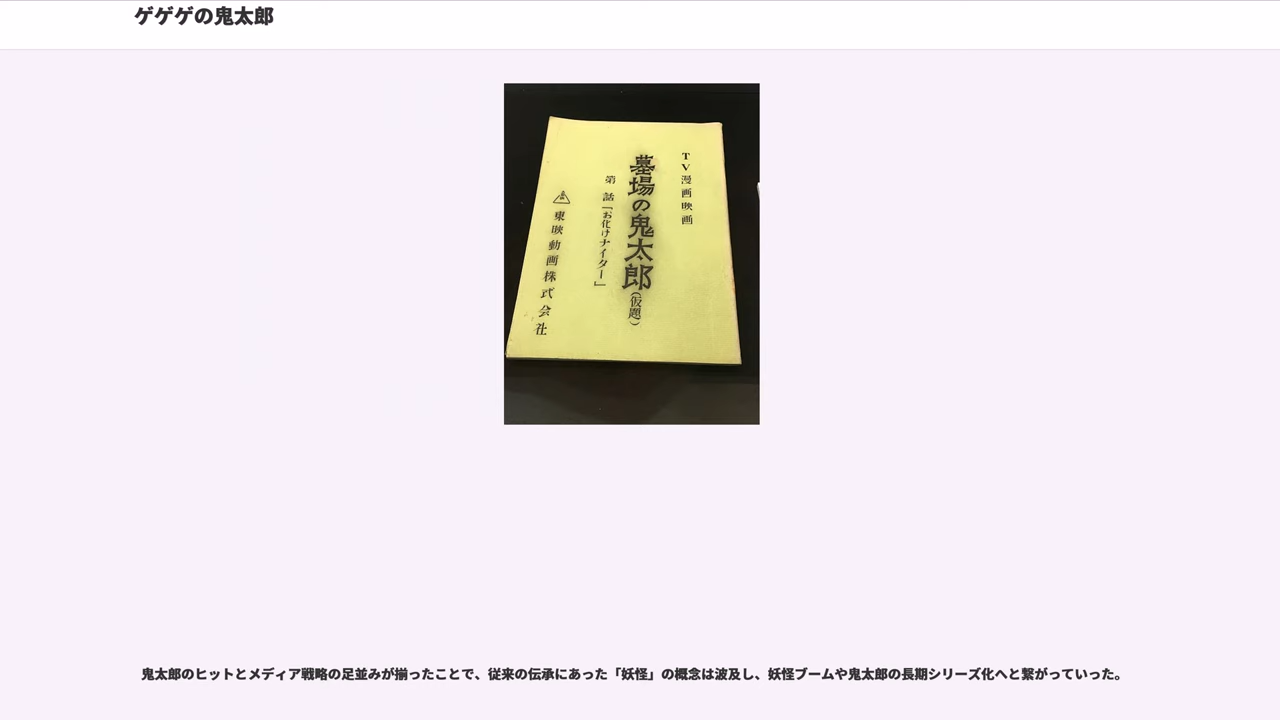 ゲゲゲの鬼太郎
TV漫画映画
墓場の鬼太郎(仮題)
第 話「お化けナイター」
東映動画株式会社
鬼太郎のヒットとメディア戦略の足並みが揃ったことで、従来の伝承にあった「妖怪」の概念は波及し、妖怪ブームや鬼太郎の長期シリーズ化へと繋がっていった。